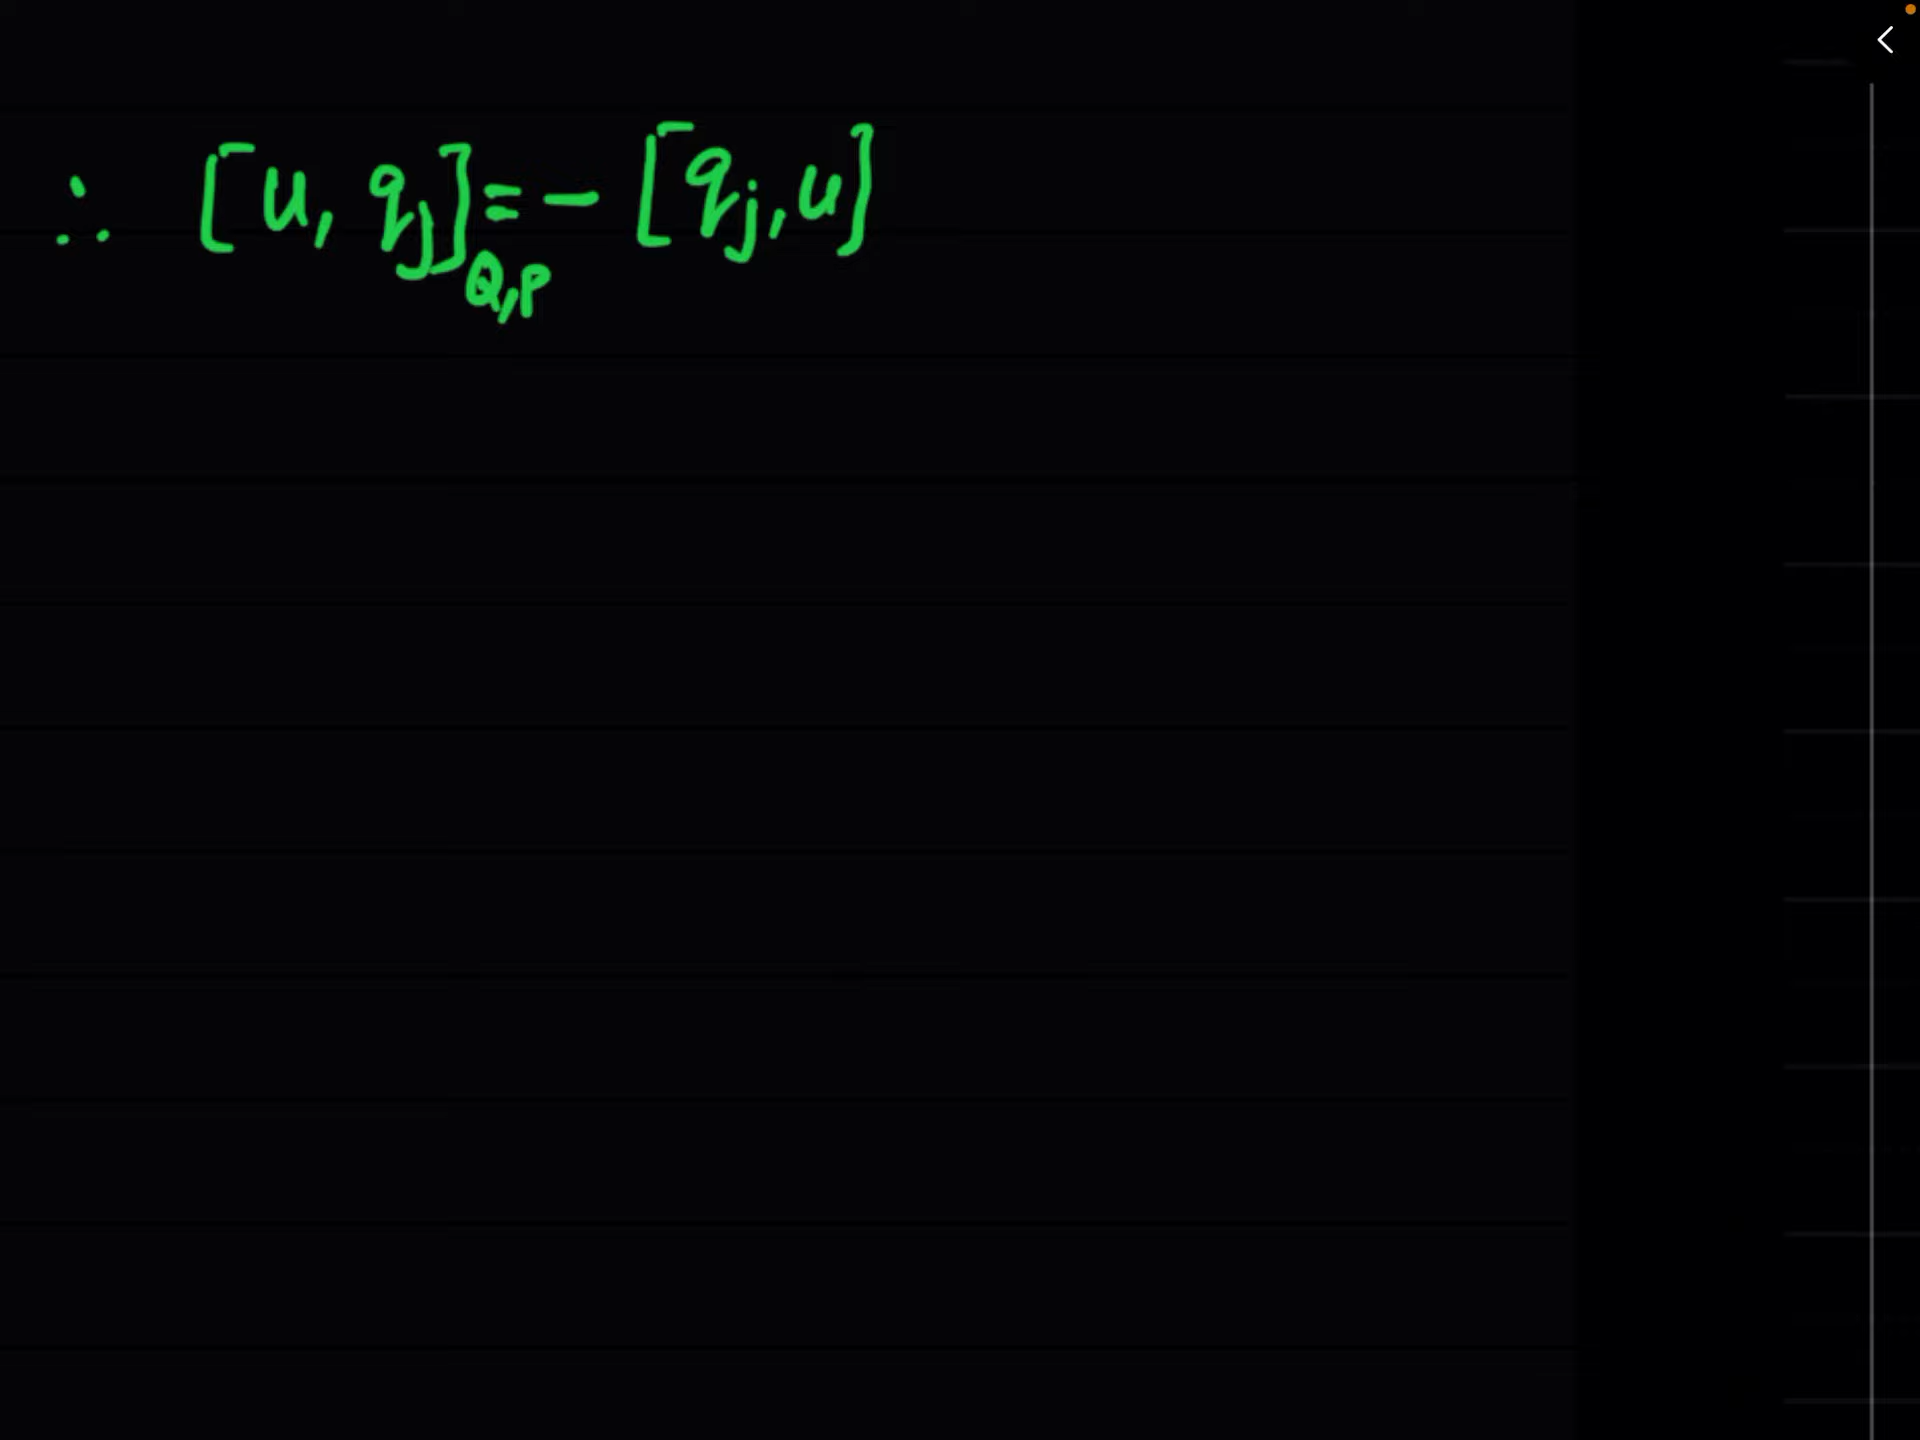 ∴ [u, qj]Q,P = - [qj, u]